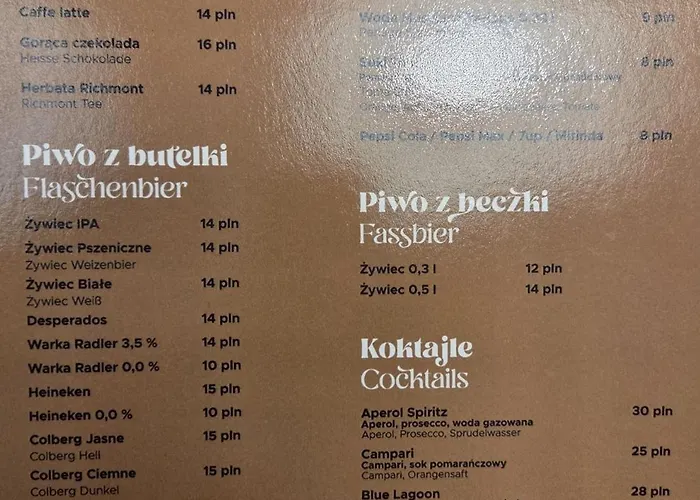 Caffe latte 14 pln
Gorąca czekolada 16 pln
Heisse Schokolade
Herbata Richmont 14 pln
Richmont Tee
Piwo z butelki
Flaschenbier
Żywiec IPA 14 pln
Żywiec Pszeniczne 14 pln
Żywiec Weizenbier
Żywiec Białe 14 pln
Żywiec Weiß
Desperados 14 pln
Warka Radler 3,5 % 14 pln
Warka Radler 0,0 % 10 pln
Heineken 15 pln
Heineken 0,0 % 10 pln
Colberg Jasne 15 pln
Colberg Hell
Colberg Ciemne 15 pln
Colberg Dunkel
Woda 9 pln
8 pln
Pepsi Cola / Pepsi Max / 7up / Mirinda 8 pln
Piwo z beczki
Fassbier
Żywiec 0,3 l 12 pln
Żywiec 0,5 l 14 pln
Koktajle
Cocktails
Aperol Spiritz 30 pln
Aperol, prosecco, woda gazowana
Aperol, Prosecco, Sprudelwasser
Campari 25 pln
Campari, sok pomarańczowy
Campari, Orangensaft
Blue Lagoon 28 pln